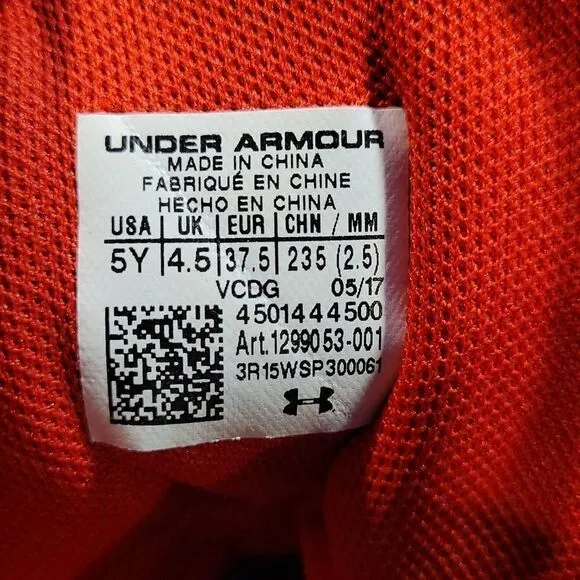 UNDER ARMOUR
MADE IN CHINA
FABRIQUÉ EN CHINE
HECHO EN CHINA
USA UK EUR CHN / MM
5Y 4.5 37.5 235 (2.5)
VCDG 05/17
4501444500
Art.1299053-001
3R15WSP300061